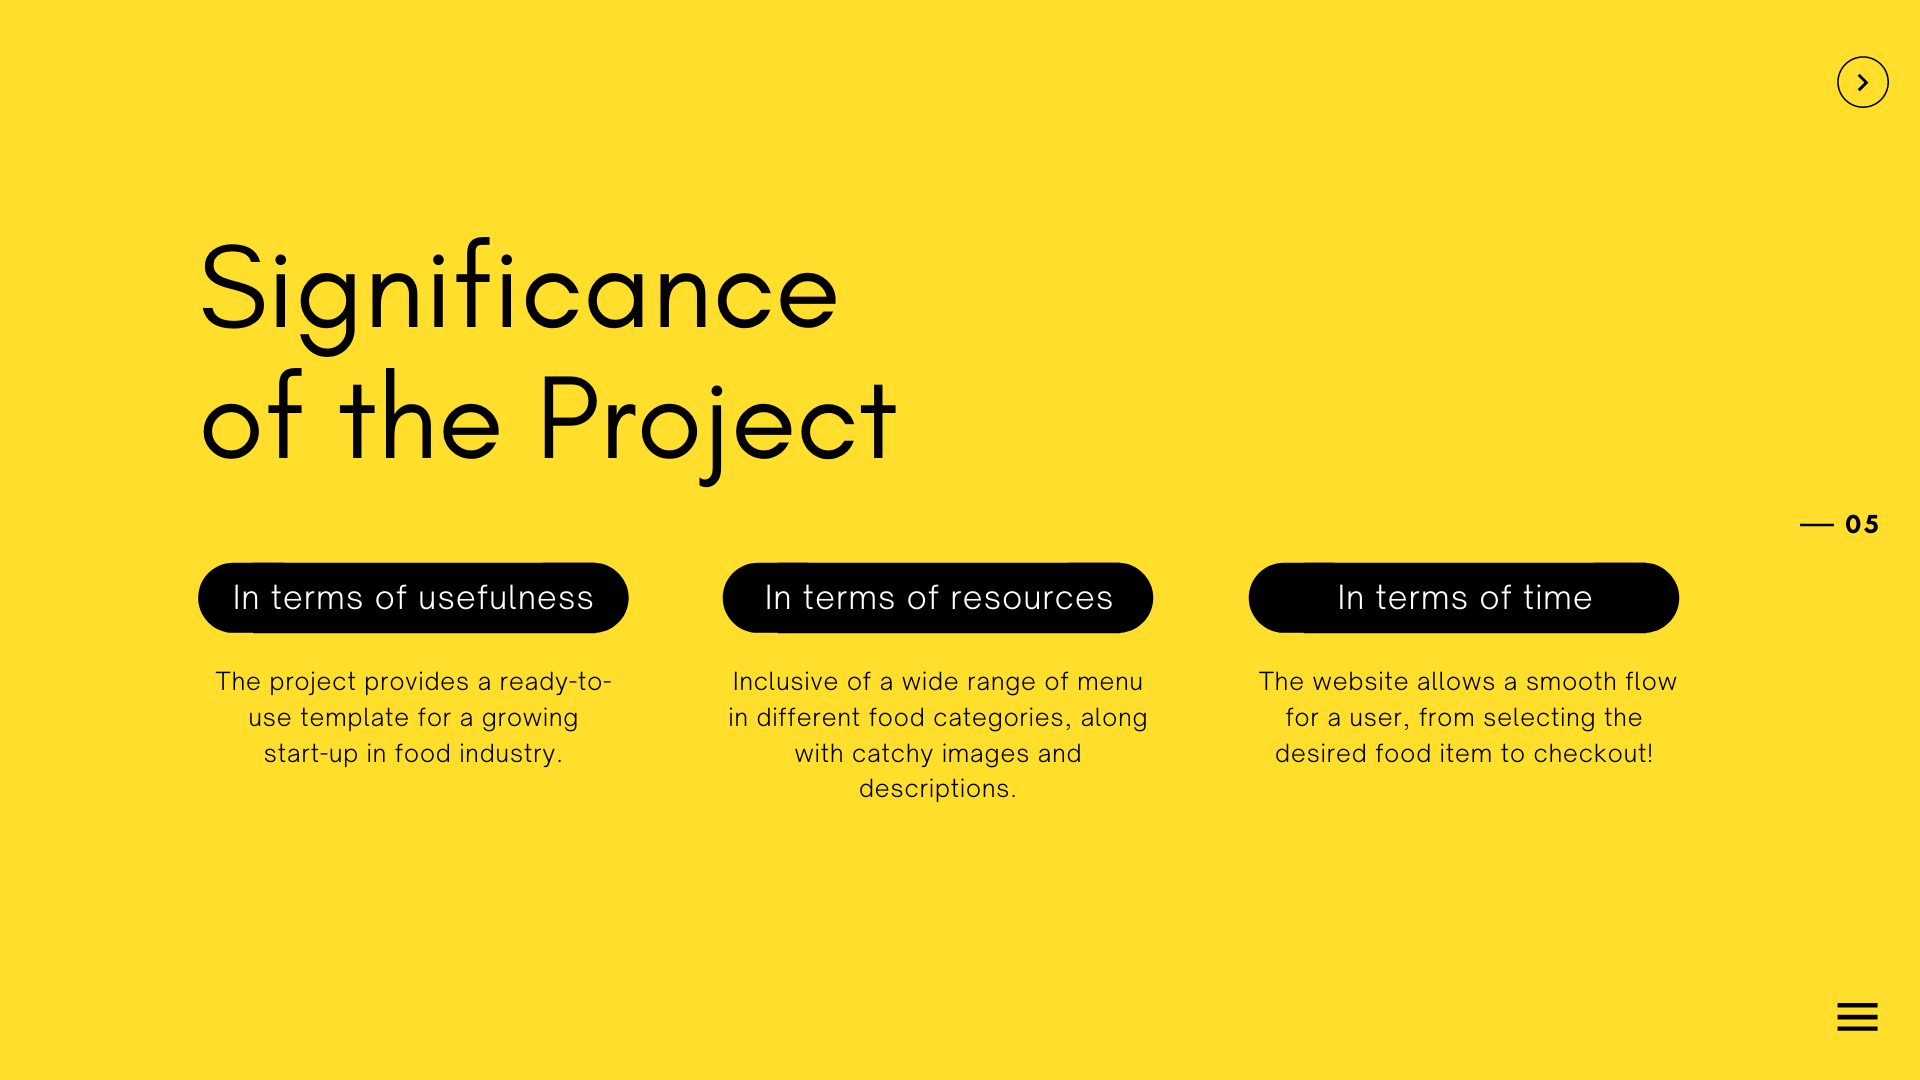 Significance
of the Project
05
In terms of usefulness
The project provides a ready-to-
use template for a growing
start-up in food industry.
In terms of resources
Inclusive of a wide range of menu
in different food categories, along
with catchy images and
descriptions.
In terms of time
The website allows a smooth flow
for a user, from selecting the
desired food item to checkout!